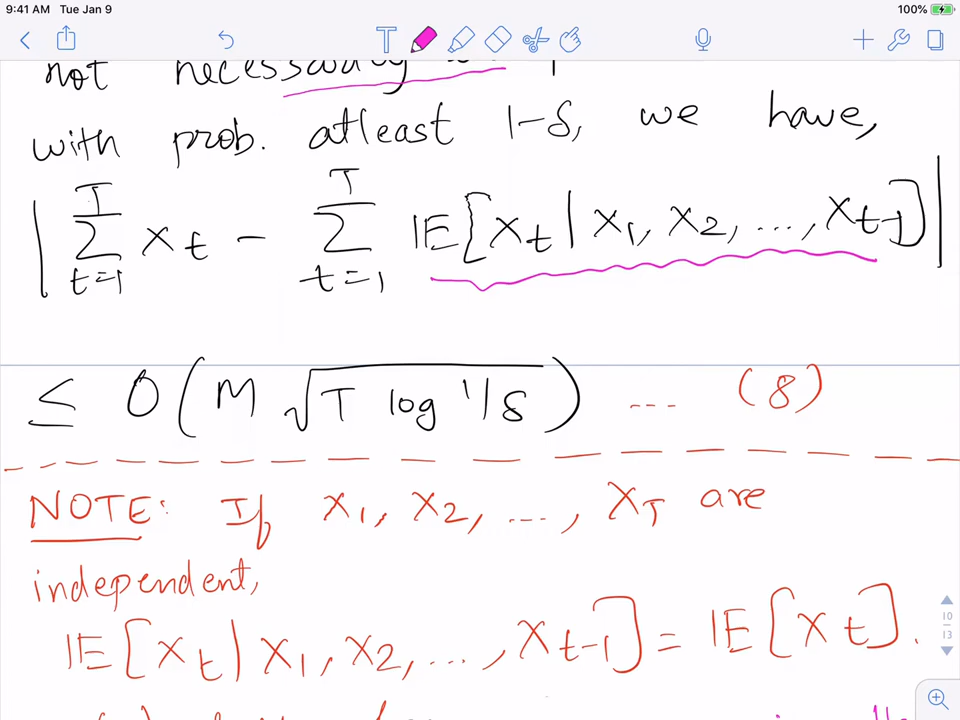 9:41 AM Tue Jan 9
100%
T
not necessarily
with prob. atleast 1-δ, we have,
| ∑_{t=1}^{T} X_t - ∑_{t=1}^{T} 𝔼[X_t | X_1, X_2, ..., X_{t-1}] |
≤ O(M √(T log 1/δ)) ... (8)
NOTE: If X_1, X_2, ..., X_T are
independent,
𝔼[X_t | X_1, X_2, ..., X_{t-1}] = 𝔼[X_t].
10
13